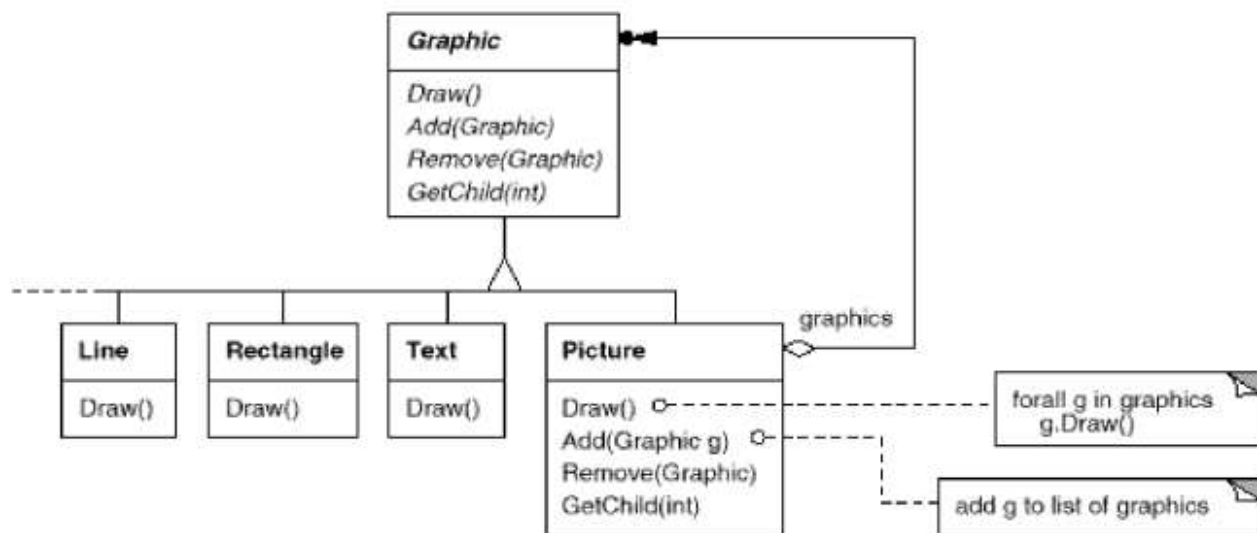 Graphic
Draw()
Add(Graphic)
Remove(Graphic)
GetChild(int)
graphics
Line
Draw()
Rectangle
Draw()
Text
Draw()
Picture
Draw()
Add(Graphic g)
Remove(Graphic)
GetChild(int)
forall g in graphics
g.Draw()
add g to list of graphics